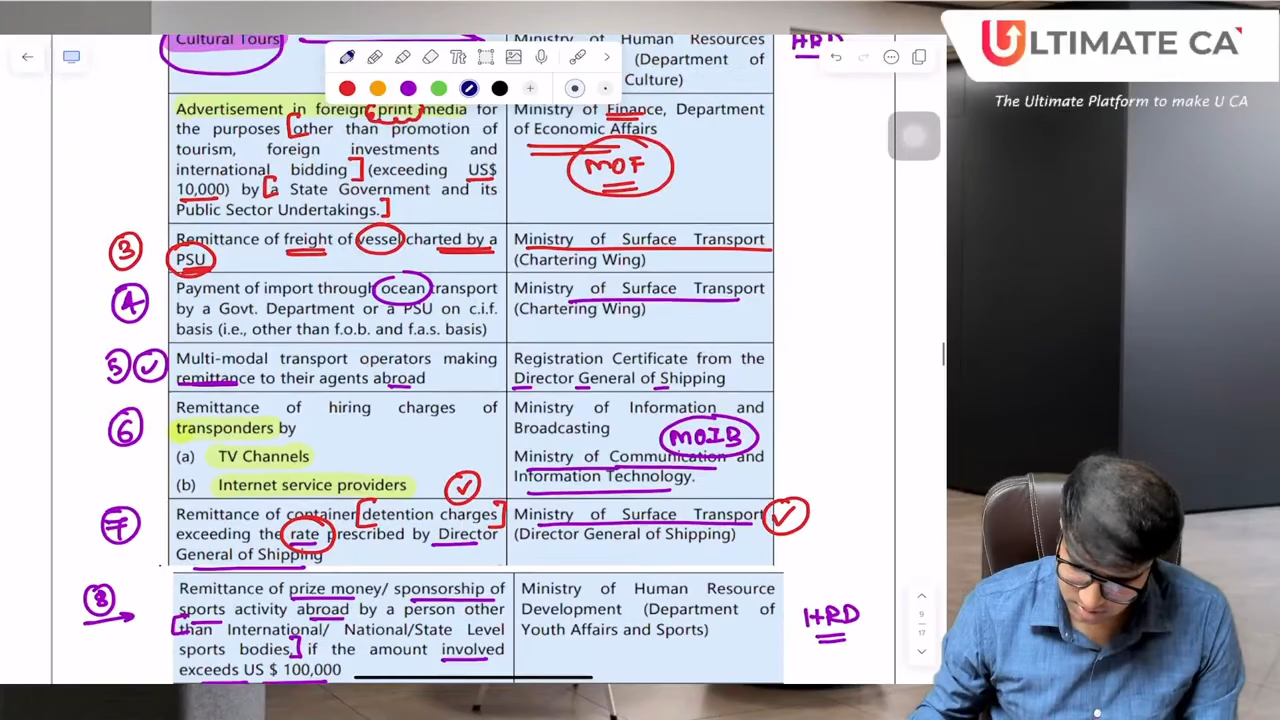 ULTIMATE CA
The Ultimate Platform to make U CA
Cultural Tours
Ministry of Human Resources
(Department of
Culture)
HRD
Advertisement in foreign print media for
the purposes other than promotion of
tourism, foreign investments and
international bidding (exceeding US$
10,000) by a State Government and its
Public Sector Undertakings.
Ministry of Finance, Department
of Economic Affairs
MOF
3
Remittance of freight of vessel charted by a
PSU
Ministry of Surface Transport
(Chartering Wing)
4
Payment of import through ocean transport
by a Govt. Department or a PSU on c.i.f.
basis (i.e., other than f.o.b. and f.a.s. basis)
Ministry of Surface Transport
(Chartering Wing)
5
Multi-modal transport operators making
remittance to their agents abroad
Registration Certificate from the
Director General of Shipping
6
Remittance of hiring charges of
transponders by
(a) TV Channels
(b) Internet service providers
Ministry of Information and
Broadcasting
MOIB
Ministry of Communication and
Information Technology.
7
Remittance of container detention charges
exceeding the rate prescribed by Director
General of Shipping
Ministry of Surface Transport
(Director General of Shipping)
8
Remittance of prize money/ sponsorship of
sports activity abroad by a person other
than International/ National/State Level
sports bodies, if the amount involved
exceeds US $ 100,000
Ministry of Human Resource
Development (Department of
Youth Affairs and Sports)
HRD
9
17